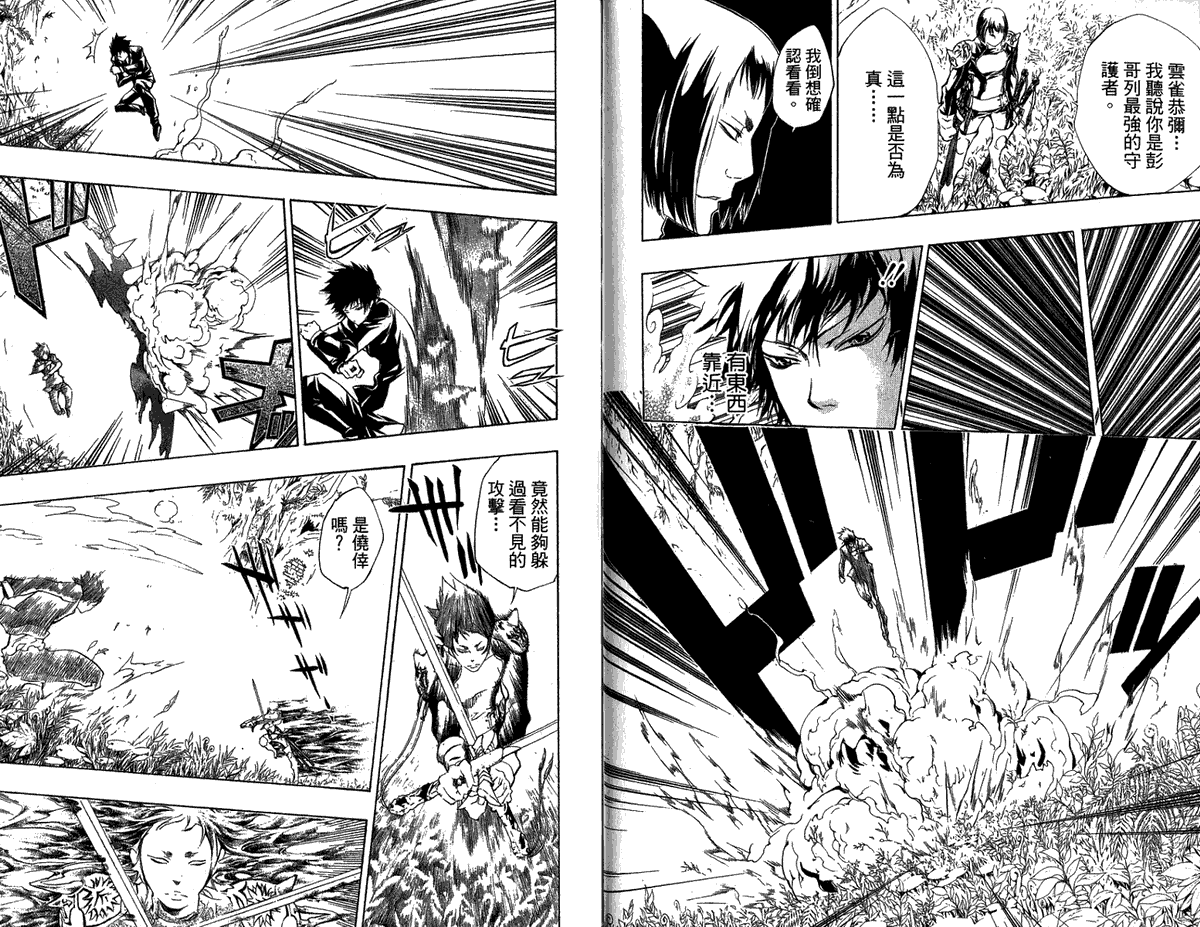 雲雀恭彌…
我聽說你是彭
哥列最強的守
護者。
這一點是否為
真……
我倒想確
認看看。
!!
有東西
靠近…
竟然能夠躲
過看不見的
攻擊…
是僥倖
嗎？